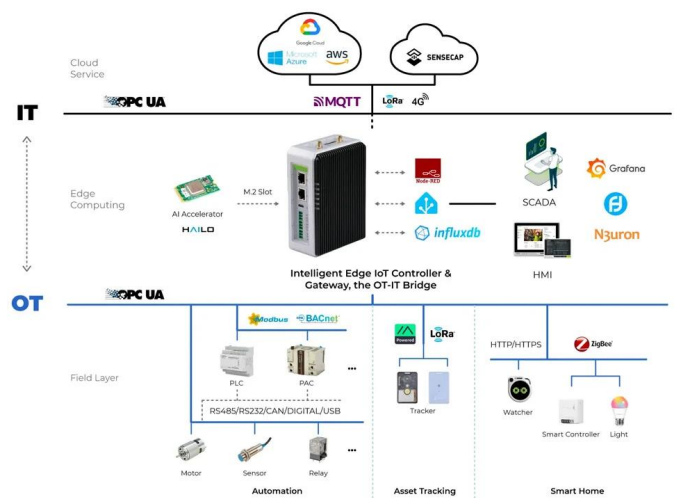 Google Cloud
Microsoft
Azure
aws
SENSECAP
Cloud
Service
OPC UA
MQTT
LoRa
4G
IT
Edge
Computing
AI Accelerator
HAILO
M.2 Slot
Node-RED
influxdb
SCADA
HMI
Grafana
N3uron
Intelligent Edge IoT Controller &
Gateway, the OT-IT Bridge
OT
OPC UA
Modbus
BACnet
Powered
LoRa
HTTP/HTTPS
ZigBee
Field Layer
PLC
PAC
...
Tracker
Watcher
Smart Controller
Light
RS485/RS232/CAN/DIGITAL/USB
Motor
Sensor
Relay
...
Automation
Asset Tracking
Smart Home